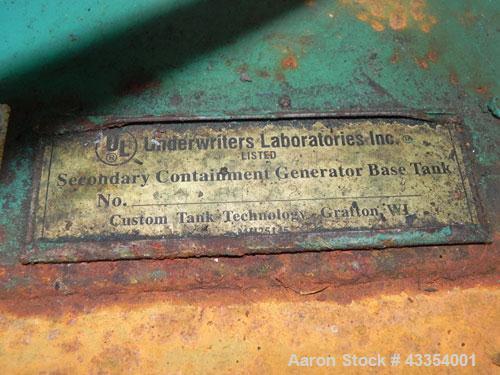 UL ® Underwriters Laboratories Inc. ®
LISTED
Secondary Containment Generator Base Tank
No.
Custom Tank Technology Grafton, WI
Aaron Stock # 43354001